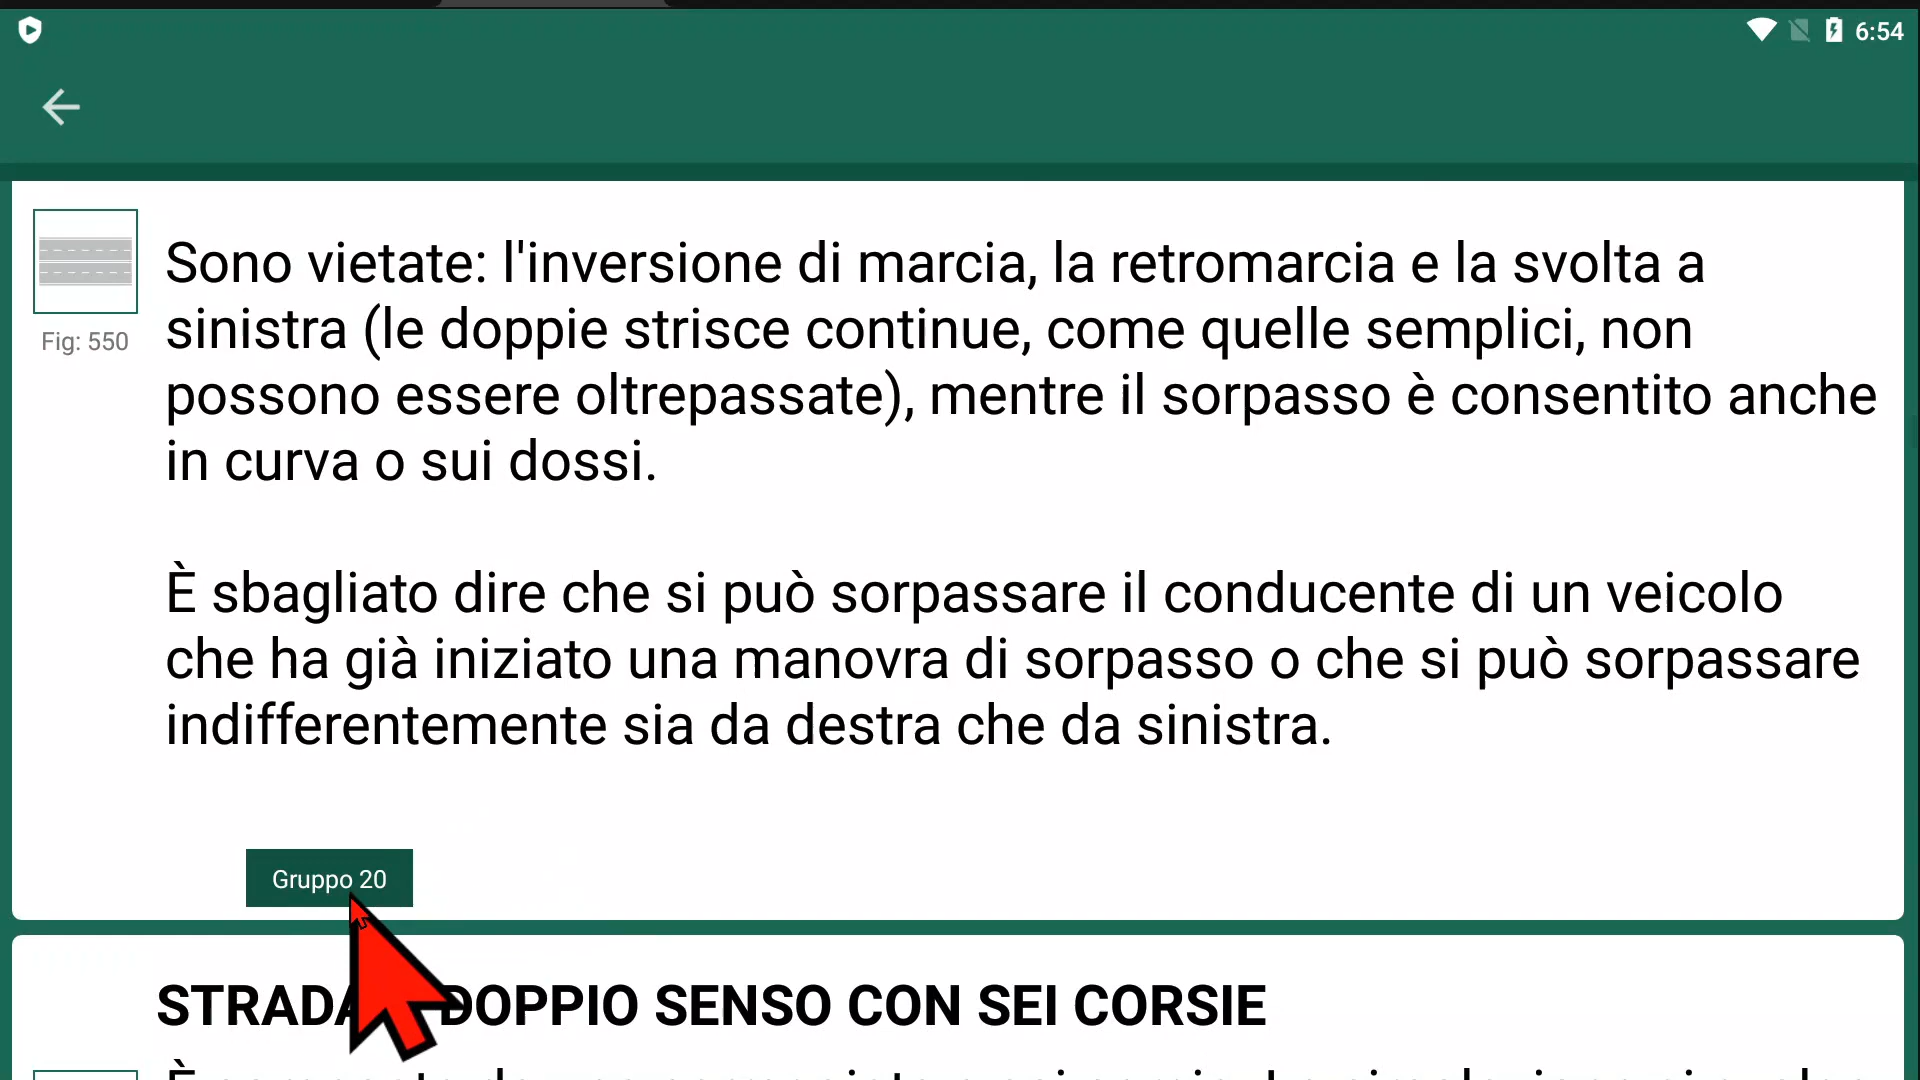 6:54
Sono vietate: l'inversione di marcia, la retromarcia e la svolta a
sinistra (le doppie strisce continue, come quelle semplici, non
possono essere oltrepassate), mentre il sorpasso è consentito anche
in curva o sui dossi.
Fig: 550
È sbagliato dire che si può sorpassare il conducente di un veicolo
che ha già iniziato una manovra di sorpasso o che si può sorpassare
indifferentemente sia da destra che da sinistra.
Gruppo 20
STRADA DOPPIO SENSO CON SEI CORSIE